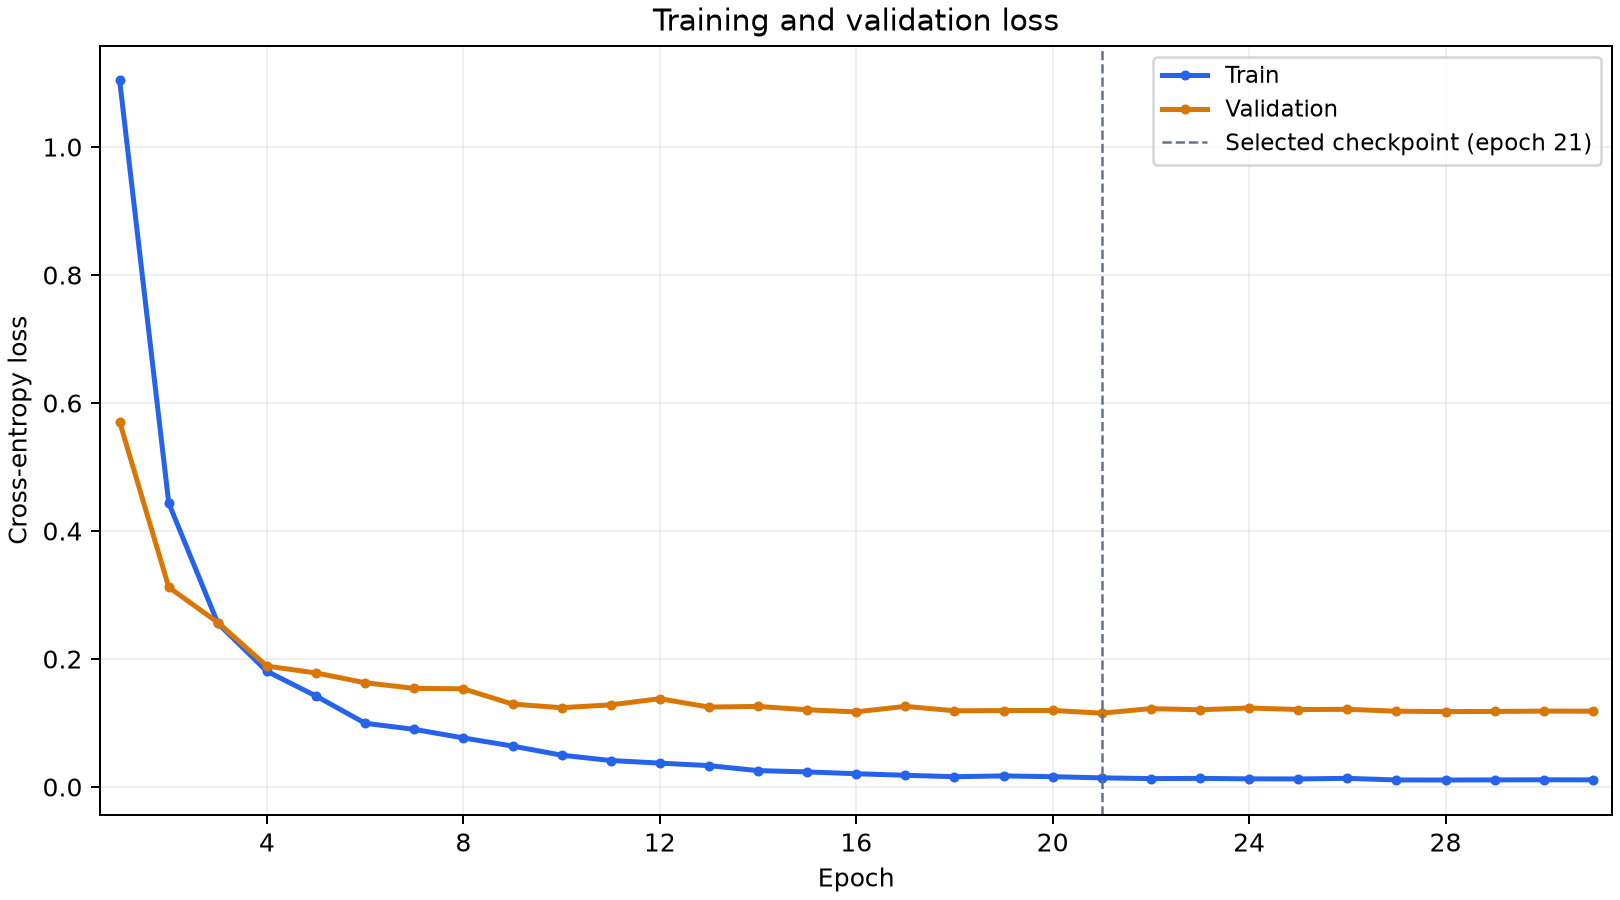 Training and validation loss
Train
Validation
Selected checkpoint (epoch 21)
Cross-entropy loss
1.0
0.8
0.6
0.4
0.2
0.0
4 8 12 16 20 24 28
Epoch